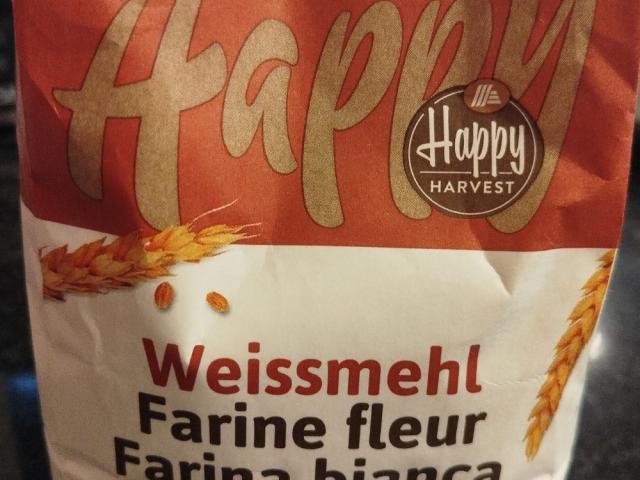 Happy
Happy
HARVEST
Weissmehl
Farine fleur
Farina bianca